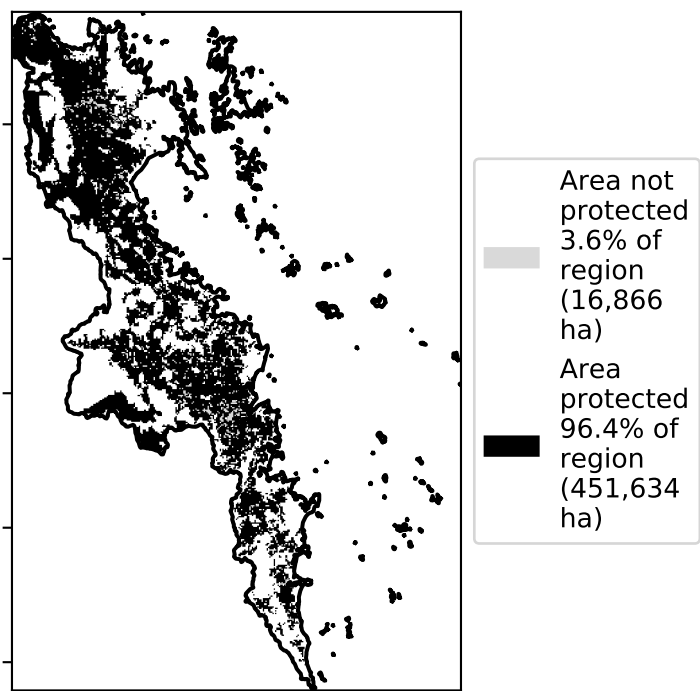 Area not
protected
3.6% of
region
(16,866
ha)
Area
protected
96.4% of
region
(451,634
ha)